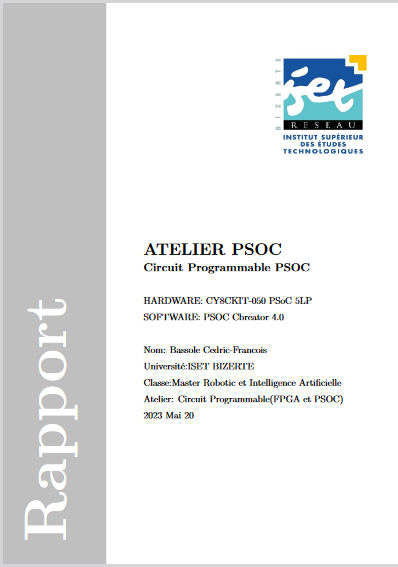 BIZERTE
iset
RESEAU
INSTITUT SUPÉRIEUR
DES ÉTUDES
TECHNOLOGIQUES
ATELIER PSOC
Circuit Programmable PSOC
HARDWARE: CY8CKIT-050 PSoC 5LP
SOFTWARE: PSOC Cbreator 4.0
Nom: Bassole Cedric-Francois
Université:ISET BIZERTE
Classe:Master Robotic et Intelligence Artificielle
Atelier: Circuit Programmable(FPGA et PSOC)
2023 Mai 20
Rapport